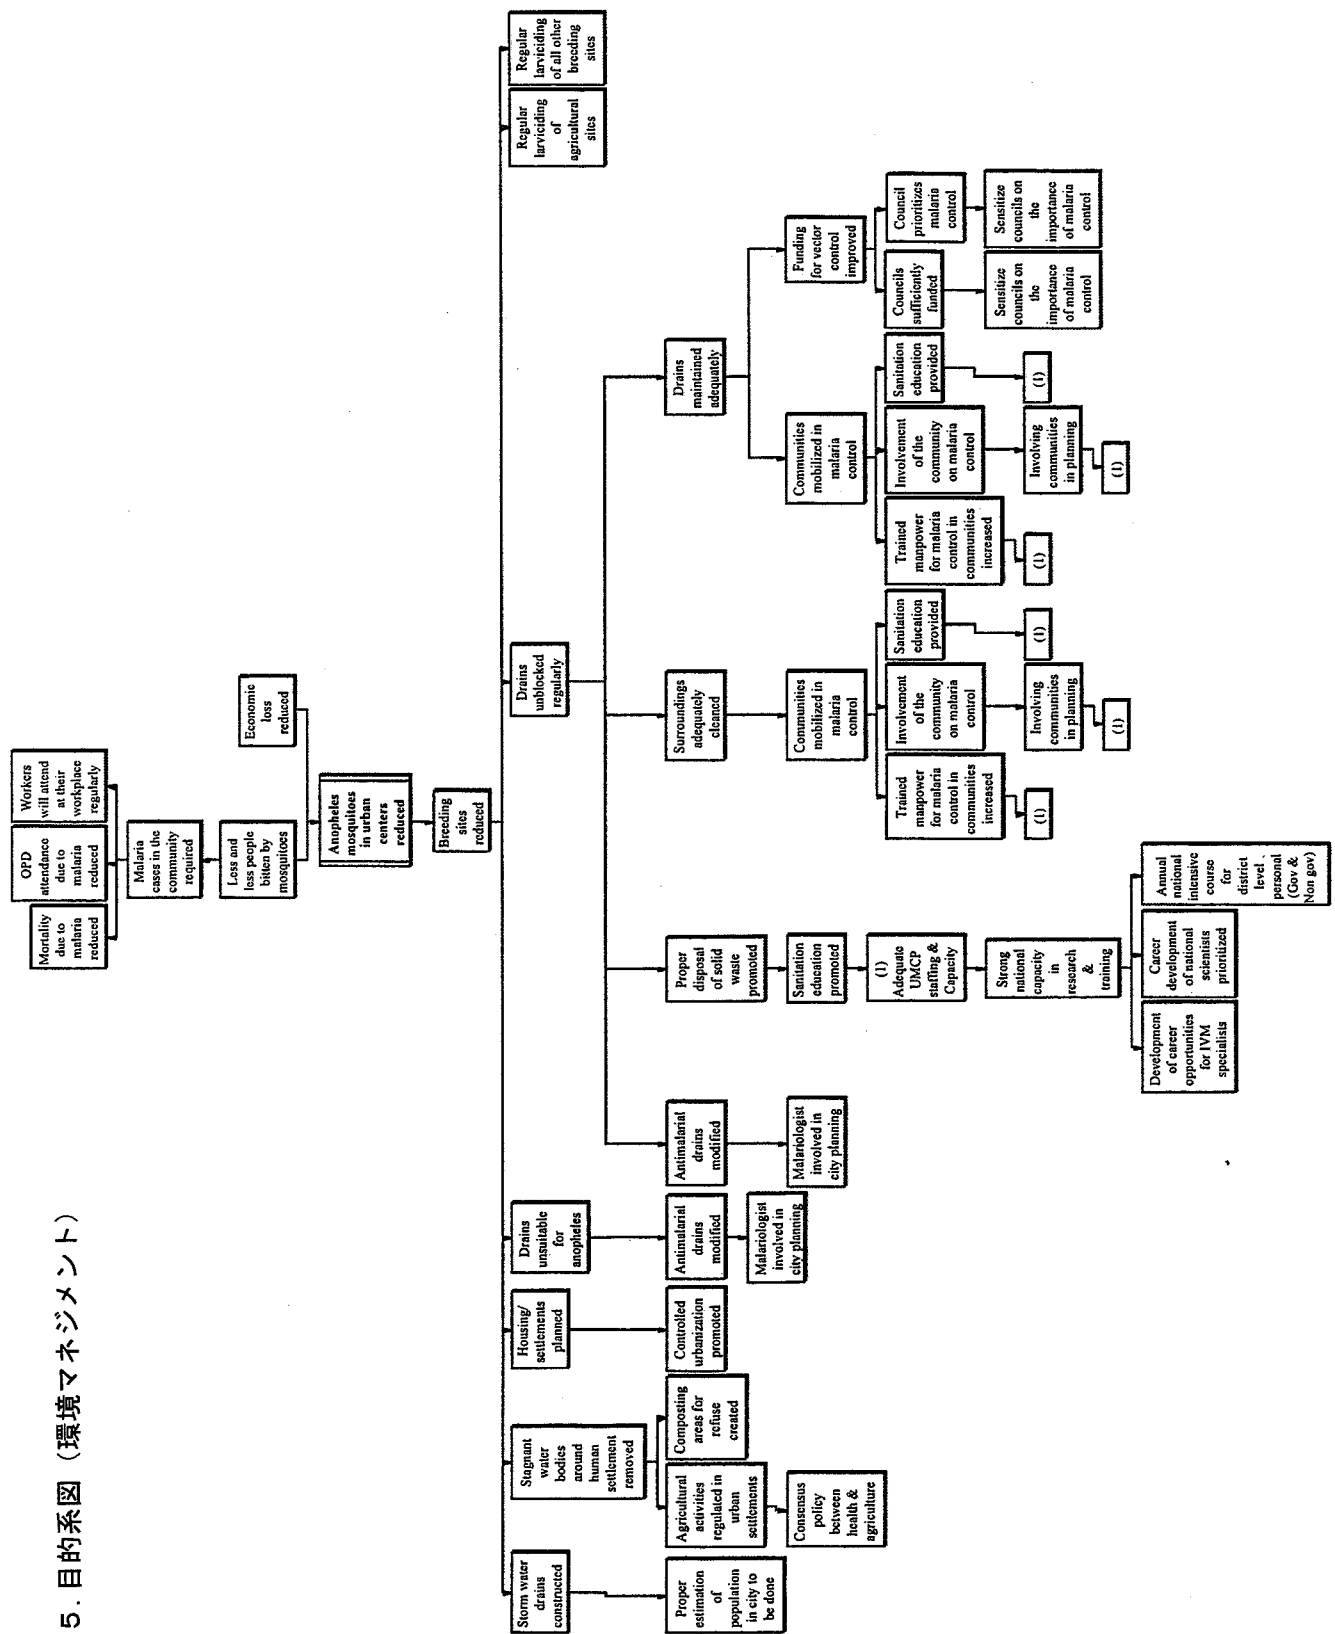 5. 目的系図（環境マネジメント）
Mortality
due to
malaria
reduced
OPD
attendance
due to
malaria
reduced
Workers
will attend
at their
workplace
regularly
Malaria
cases in the
community
required
Less and
less people
bitten by
mosquitoes
Economic
loss
reduced
Anopheles
mosquitoes
in urban
centers
reduced
Breeding
sites
reduced
Storm water
drains
constructed
Stagnant
water
bodies
around
human
settlement
removed
Housing/
settlements
planned
Drains
unsuitable
for
anopheles
Drains
unblocked
regularly
Regular
larviciding
of
agricultural
sites
Regular
larviciding
of all other
breeding
sites
Proper
estimation
of
population
in city to
be done
Agricultural
activities
regulated in
urban
settlements
Composting
areas for
refuse
created
Controlled
urbanization
promoted
Antimalarial
drains
modified
Antimalarial
drains
modified
Proper
disposal
of solid
waste
promoted
Surroundings
adequately
cleaned
Drains
maintained
adequately
Consensus
policy
between
health &
agriculture
Malariologist
involved in
city planning
Malariologist
involved in
city planning
Sanitation
education
promoted
Communities
mobilized in
malaria
control
Communities
mobilized in
malaria
control
Funding
for vector
control
improved
(1)
Adequate
UMCP
staffing &
Capacity
Trained
manpower
for malaria
control in
communities
increased
Involvement
of the
community
on malaria
control
Sanitation
education
provided
Trained
manpower
for malaria
control in
communities
increased
Involvement
of the
community
on malaria
control
Sanitation
education
provided
Councils
sufficiently
funded
Council
prioritizes
malaria
control
Strong
national
capacity
in
research
&
training
(1)
Involving
communities
in planning
(1)
(1)
Involving
communities
in planning
(1)
Sensitize
councils on
the
importance
of malaria
control
Sensitize
councils on
the
importance
of malaria
control
(1)
(1)
Development
of career
opportunities
for IVM
specialists
Career
development
of national
scientists
prioritized
Annual
national
intensive
course
for
district
level .
personal
(Gov &
Non gov)